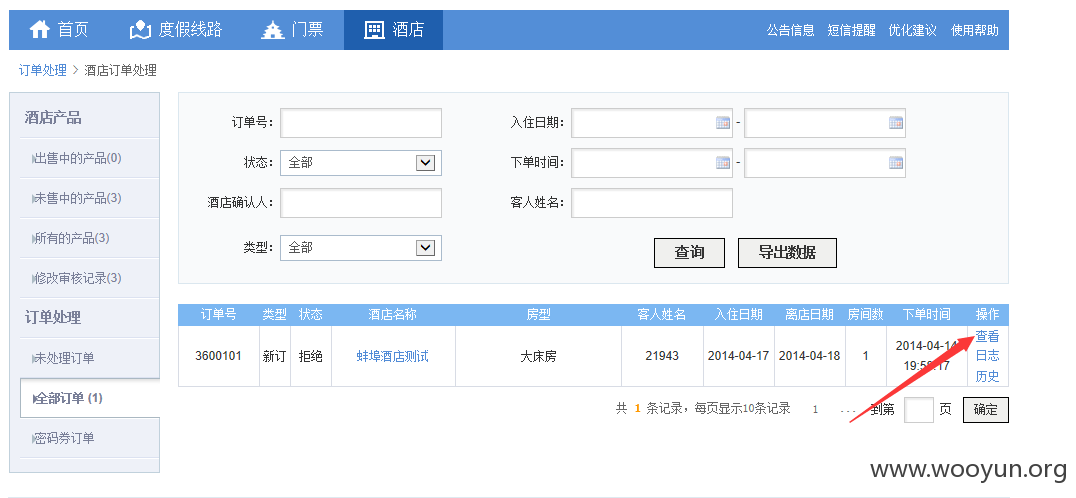 首页 度假线路 门票 酒店 公告信息 短信提醒 优化建议 使用帮助
订单处理 > 酒店订单处理
酒店产品
出售中的产品(0)
未售中的产品(3)
所有的产品(3)
修改审核记录(3)
订单处理
未处理订单
全部订单 (1)
密码券订单
订单号： 入住日期： -
状态： 全部 下单时间： -
酒店确认人： 客人姓名：
类型： 全部 查询 导出数据
订单号 类型 状态 酒店名称 房型 客人姓名 入住日期 离店日期 房间数 下单时间 操作
3600101 新订 拒绝 蚌埠酒店测试 大床房 21943 2014-04-17 2014-04-18 1 2014-04-14 19:58:17 查看
日志
历史
共 1 条记录，每页显示10条记录 1 ... 到第 页 确定
www.wooyun.org